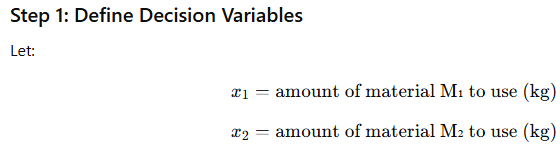 Step 1: Define Decision Variables
Let:
x₁ = amount of material M₁ to use (kg)
x₂ = amount of material M₂ to use (kg)